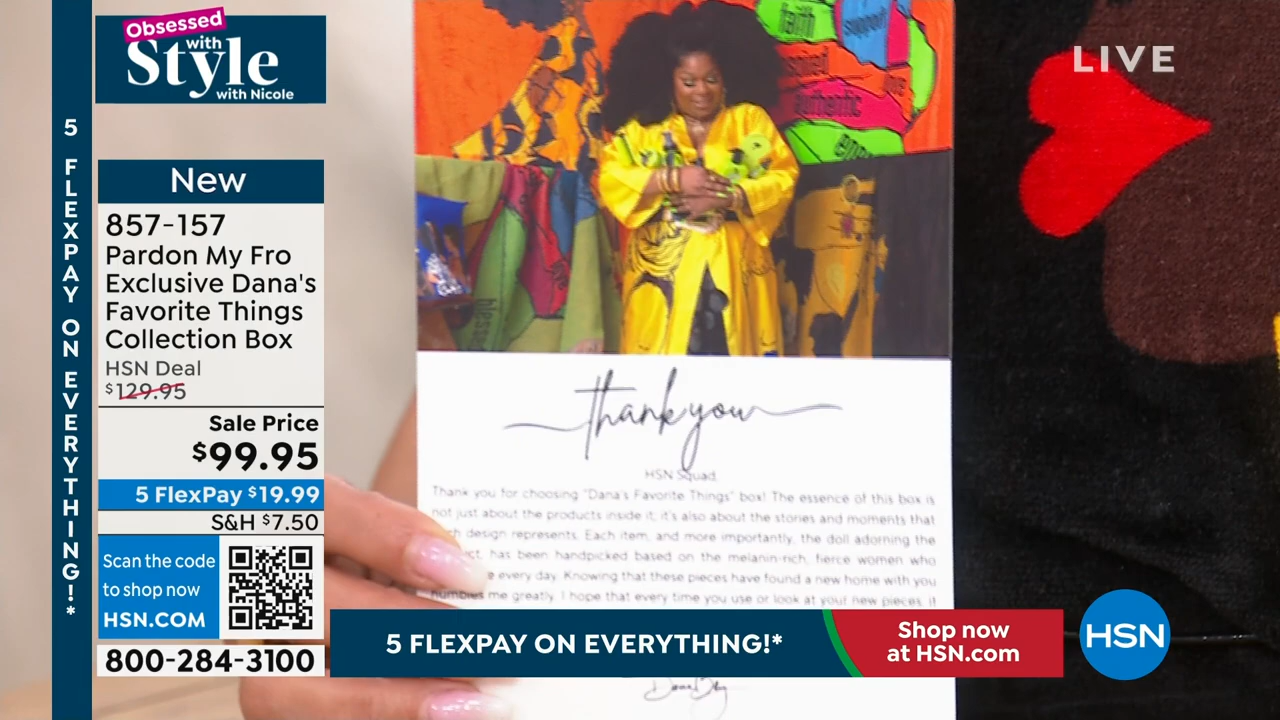 Obsessed
with
Style
with Nicole
5 FLEXPAY ON EVERYTHING!*
New
857-157
Pardon My Fro
Exclusive Dana's
Favorite Things
Collection Box
HSN Deal
$129.95
Sale Price
$99.95
5 FlexPay $19.99
S&H $7.50
Scan the code
to shop now
HSN.COM
800-284-3100
faith
support
authentic
thank you
HSN Squad,
Thank you for choosing "Dana's Favorite Things" box! The essence of this box is
not just about the products inside it; it's also about the stories and moments that
design represents. Each item, and more importantly, the doll adorning the
has been handpicked based on the melanin-rich, fierce women who
every day. Knowing that these pieces have found a new home with you
humbles me greatly. I hope that every time you use or look at your new pieces, it
5 FLEXPAY ON EVERYTHING!*
Shop now
at HSN.com
HSN
LIVE